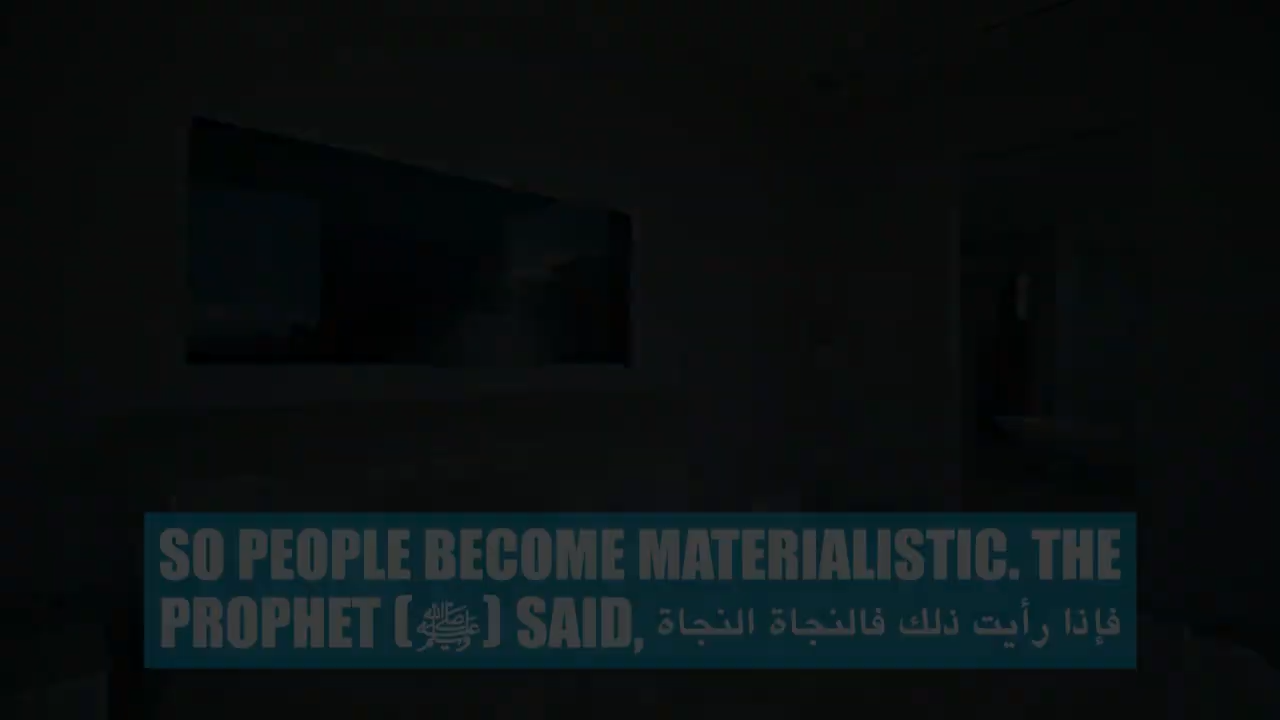 SO PEOPLE BECOME MATERIALISTIC. THE
PROPHET (ﷺ) SAID, فإذا رأيت ذلك فالنجاة النجاة